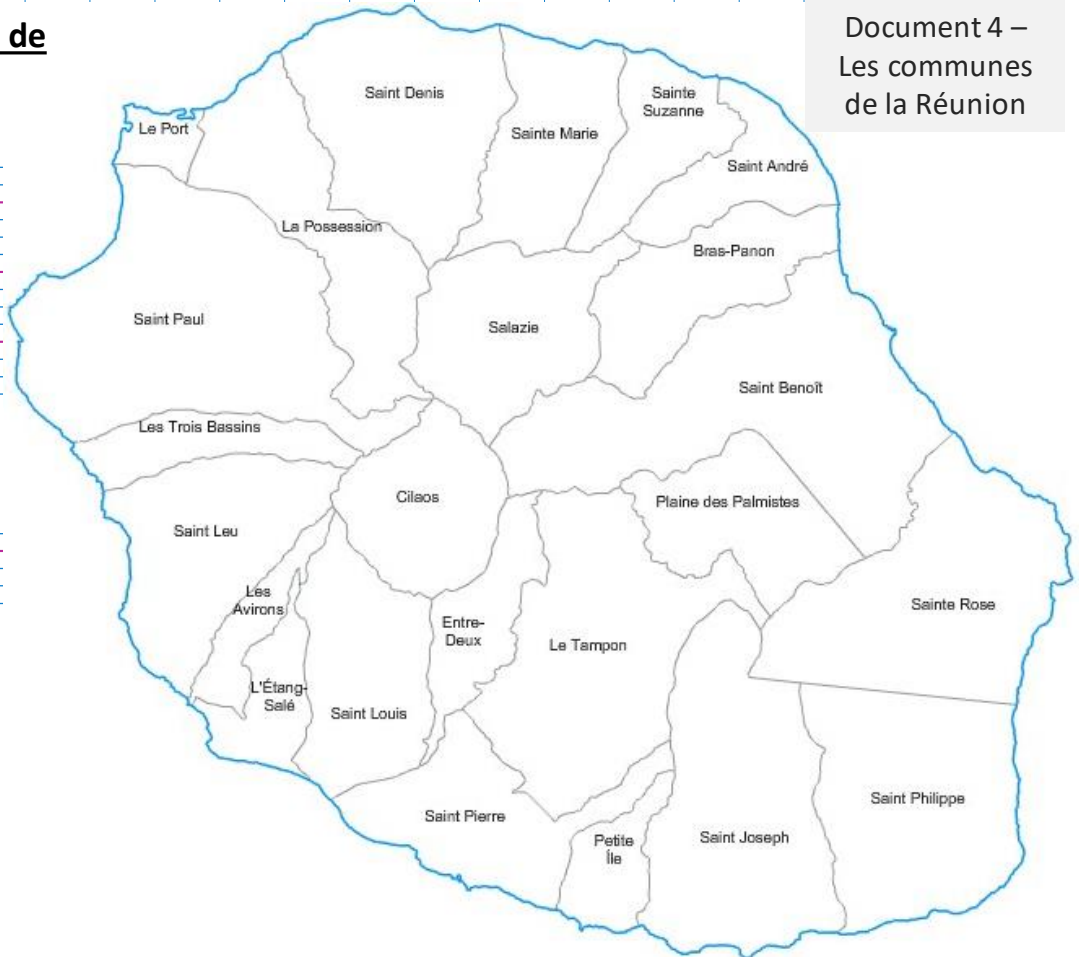 de
Document 4 –
Les communes
de la Réunion
Saint Denis
Sainte
Suzanne
Le Port
Sainte Marie
Saint André
La Possession
Bras-Panon
Saint Paul
Salazie
Saint Benoît
Les Trois Bassins
Cilaos
Plaine des Palmistes
Saint Leu
Les
Avirons
Sainte Rose
Entre-
Deux
Le Tampon
L'Étang-
Salé
Saint Louis
Saint Philippe
Saint Pierre
Petite
Île
Saint Joseph